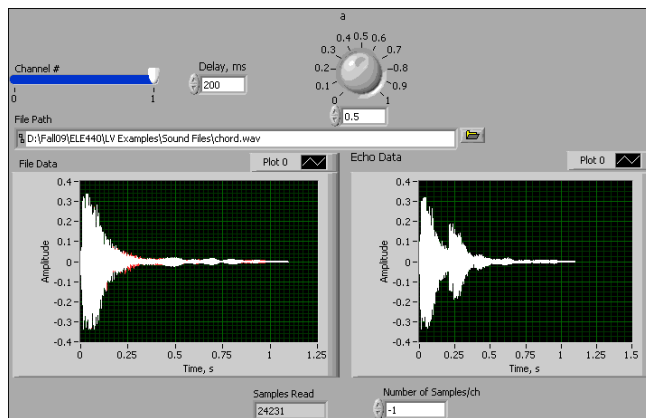 a
0.4 0.5 0.6
0.3 0.7
0.2 0.8
0.1 0.9
0 1
0.5
Channel #
0 1
Delay, ms
200
File Path
D:\Fall09\ELE440\LV Examples\Sound Files\chord.wav
File Data
Plot 0
Echo Data
Plot 0
Amplitude
0.4
0.3
0.2
0.1
0
-0.1
-0.2
-0.3
-0.4
0 0.25 0.5 0.75 1 1.25
Time, s
Amplitude
0.4
0.3
0.2
0.1
0
-0.1
-0.2
-0.3
-0.4
0 0.25 0.5 0.75 1 1.5
Time, s
Samples Read
24231
Number of Samples/ch
-1